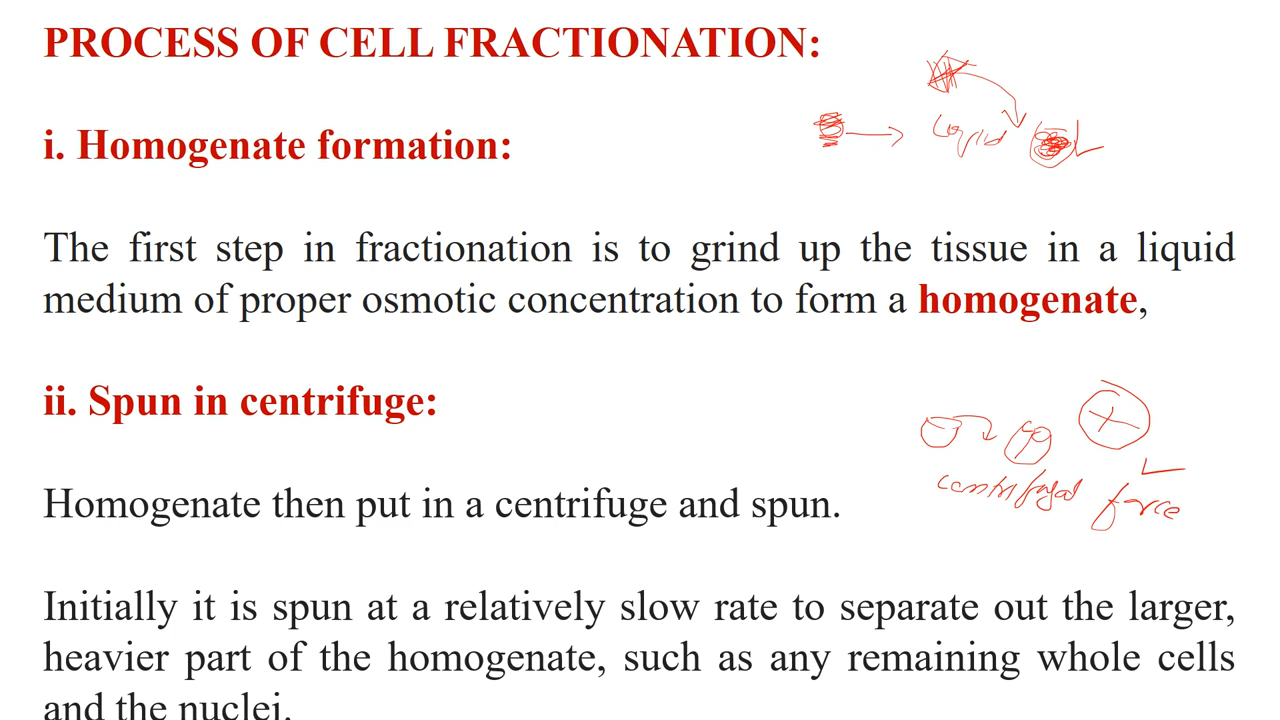 PROCESS OF CELL FRACTIONATION:
i. Homogenate formation:
Loquid
The first step in fractionation is to grind up the tissue in a liquid
medium of proper osmotic concentration to form a homogenate,
ii. Spun in centrifuge:
centrifugal force
Homogenate then put in a centrifuge and spun.
Initially it is spun at a relatively slow rate to separate out the larger,
heavier part of the homogenate, such as any remaining whole cells
and the nuclei.